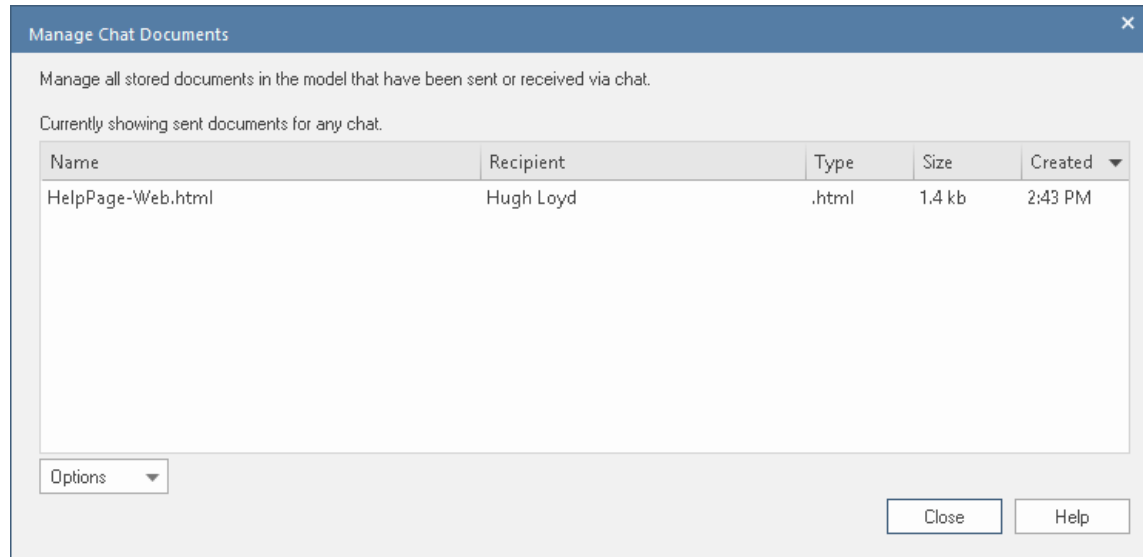 Manage Chat Documents
Manage all stored documents in the model that have been sent or received via chat.
Currently showing sent documents for any chat.
Name Recipient Type Size Created
HelpPage-Web.html Hugh Loyd .html 1.4 kb 2:43 PM
Options
Close Help